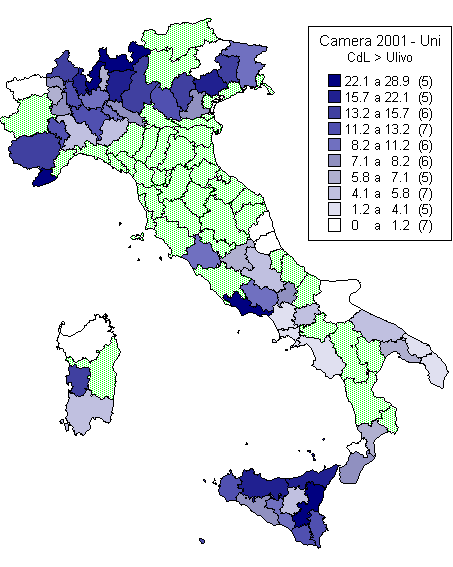 Camera 2001 - Uni
CdL > Ulivo
22.1 a 28.9 (5)
15.7 a 22.1 (5)
13.2 a 15.7 (6)
11.2 a 13.2 (7)
8.2 a 11.2 (6)
7.1 a 8.2 (6)
5.8 a 7.1 (5)
4.1 a 5.8 (7)
1.2 a 4.1 (5)
0 a 1.2 (7)